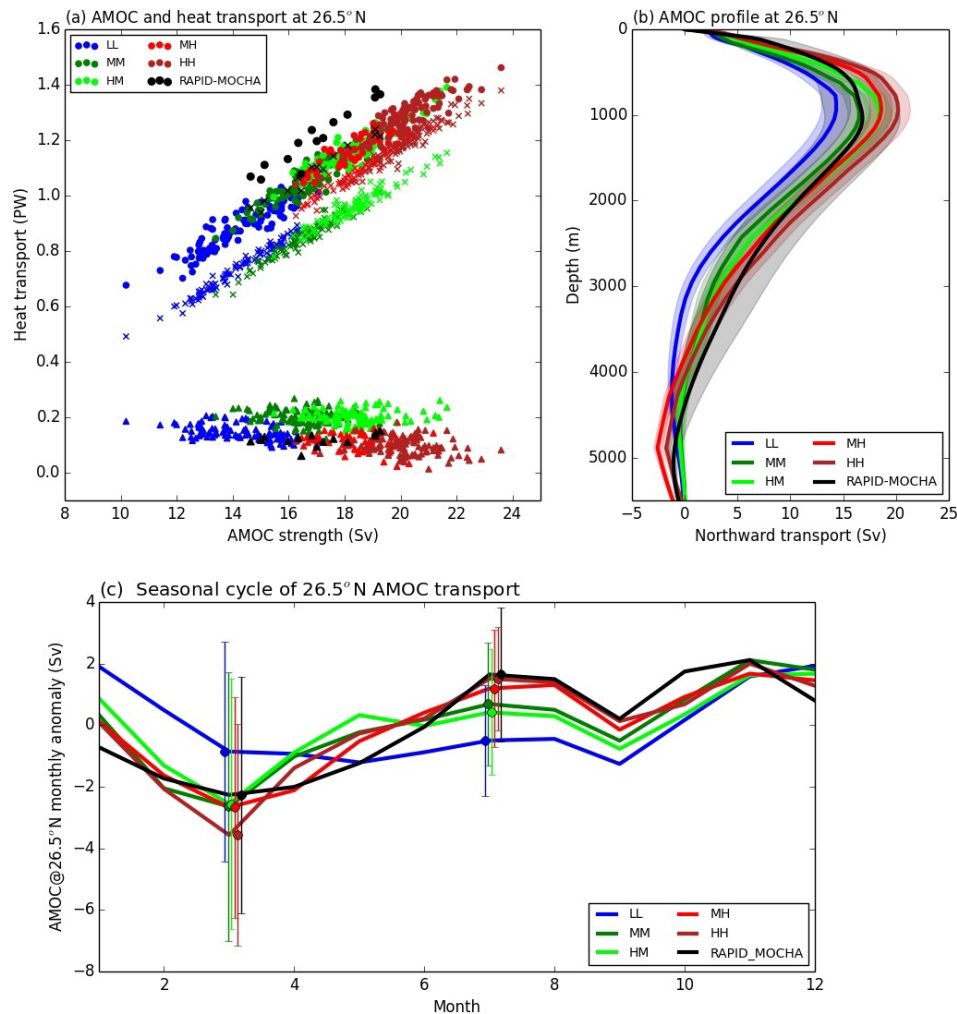 (a) AMOC and heat transport at 26.5°N
1.6
1.4
1.2
1.0
0.8
0.6
0.4
0.2
0.0
Heat transport (PW)
LL
MM
HM
MH
HH
RAPID-MOCHA
8 10 12 14 16 18 20 22 24
AMOC strength (Sv)
(b) AMOC profile at 26.5°N
0
1000
2000
3000
4000
5000
Depth (m)
LL
MM
HM
MH
HH
RAPID-MOCHA
−5 0 5 10 15 20 25
Northward transport (Sv)
(c) Seasonal cycle of 26.5°N AMOC transport
4
2
0
−2
−4
−6
−8
AMOC@26.5°N monthly anomaly (Sv)
LL
MM
HM
MH
HH
RAPID_MOCHA
2 4 6 8 10 12
Month